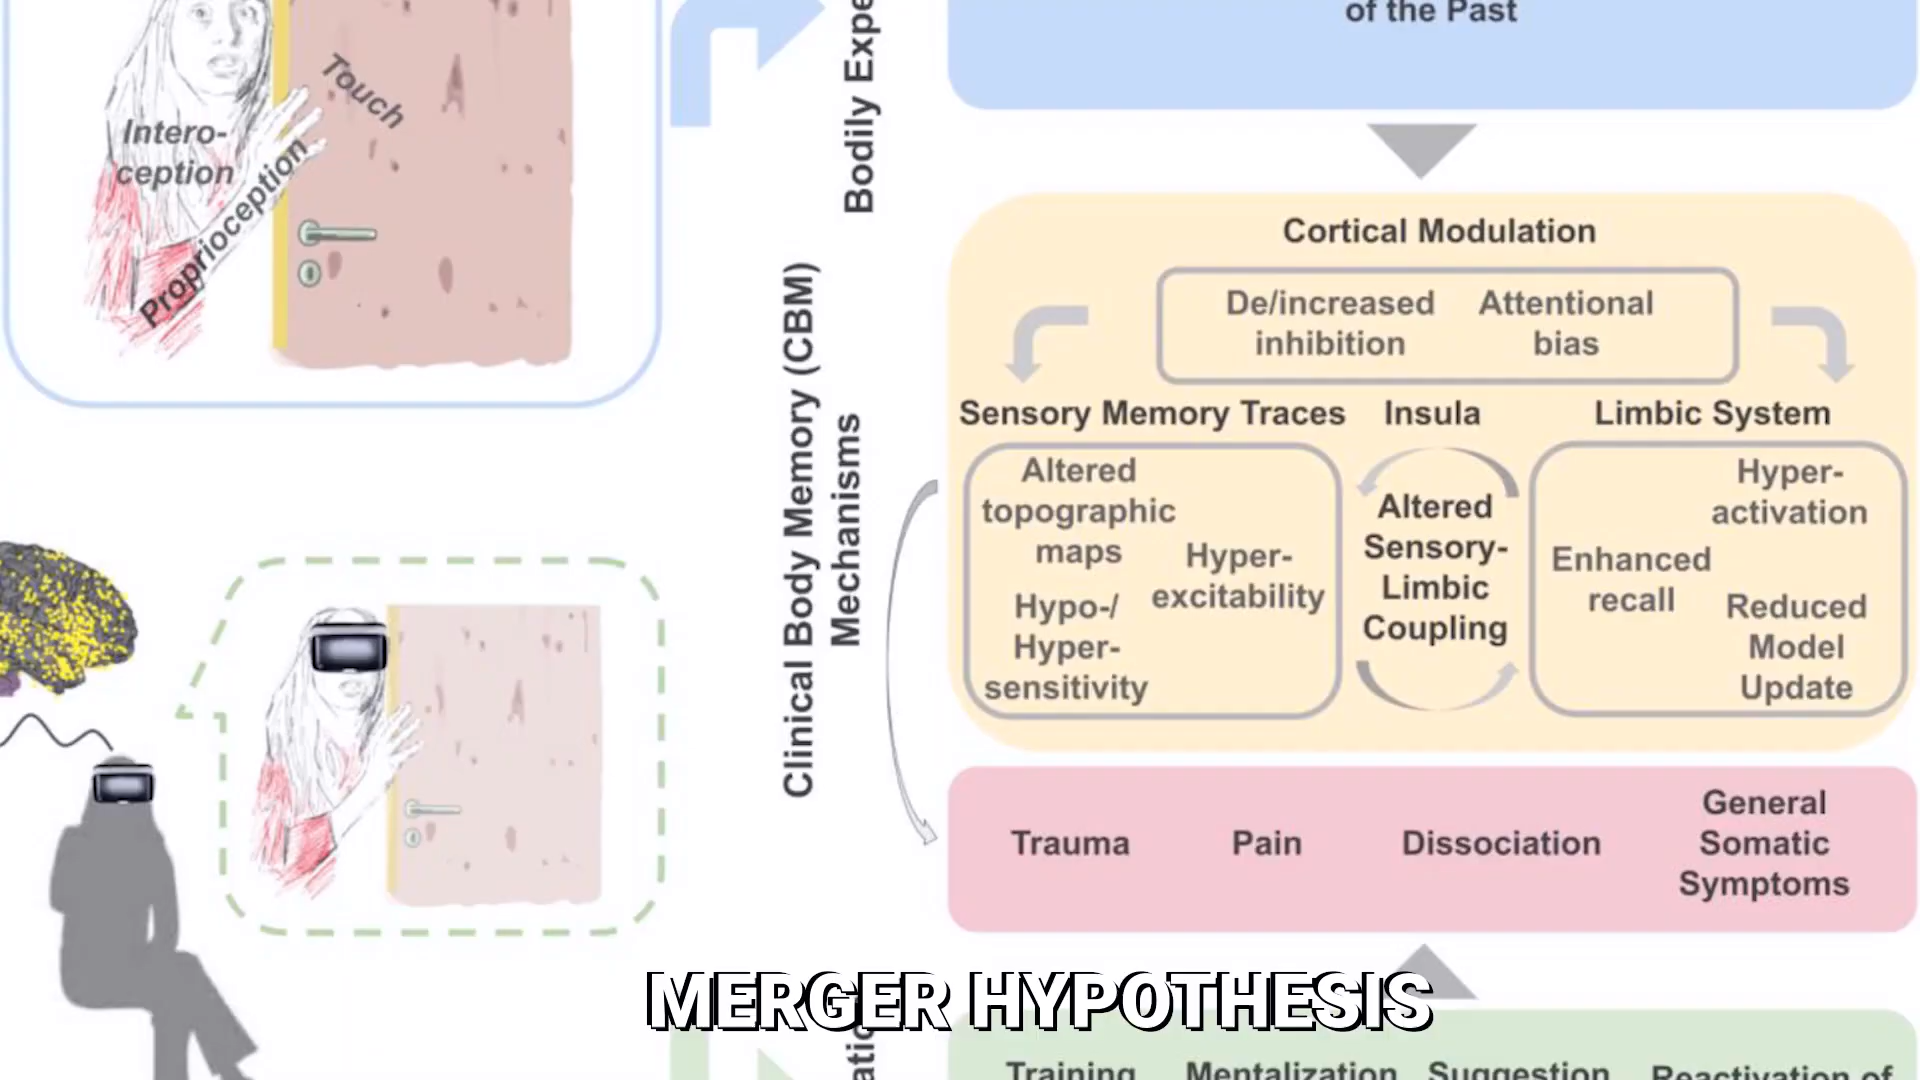 of the Past
Bodily Expe
Touch
Intero-
ception
Proprioception
Clinical Body Memory (CBM)
Mechanisms
Cortical Modulation
De/increased
inhibition
Attentional
bias
Sensory Memory Traces
Insula
Limbic System
Altered
topographic
maps
Hyper-
excitability
Hypo-/
Hyper-
sensitivity
Altered
Sensory-
Limbic
Coupling
Hyper-
activation
Enhanced
recall
Reduced
Model
Update
Trauma
Pain
Dissociation
General
Somatic
Symptoms
MERGER HYPOTHESIS
Training
Mentalization
Suggestion
Reactivation of